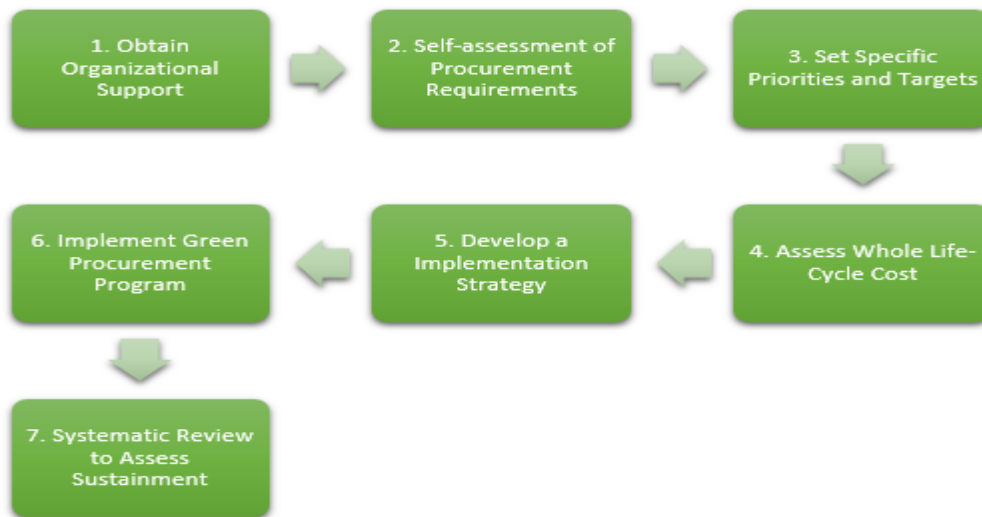 1. Obtain
Organizational
Support
2. Self-assessment of
Procurement
Requirements
3. Set Specific
Priorities and Targets
4. Assess Whole Life-
Cycle Cost
5. Develop a
Implementation
Strategy
6. Implement Green
Procurement
Program
7. Systematic Review
to Assess
Sustainment